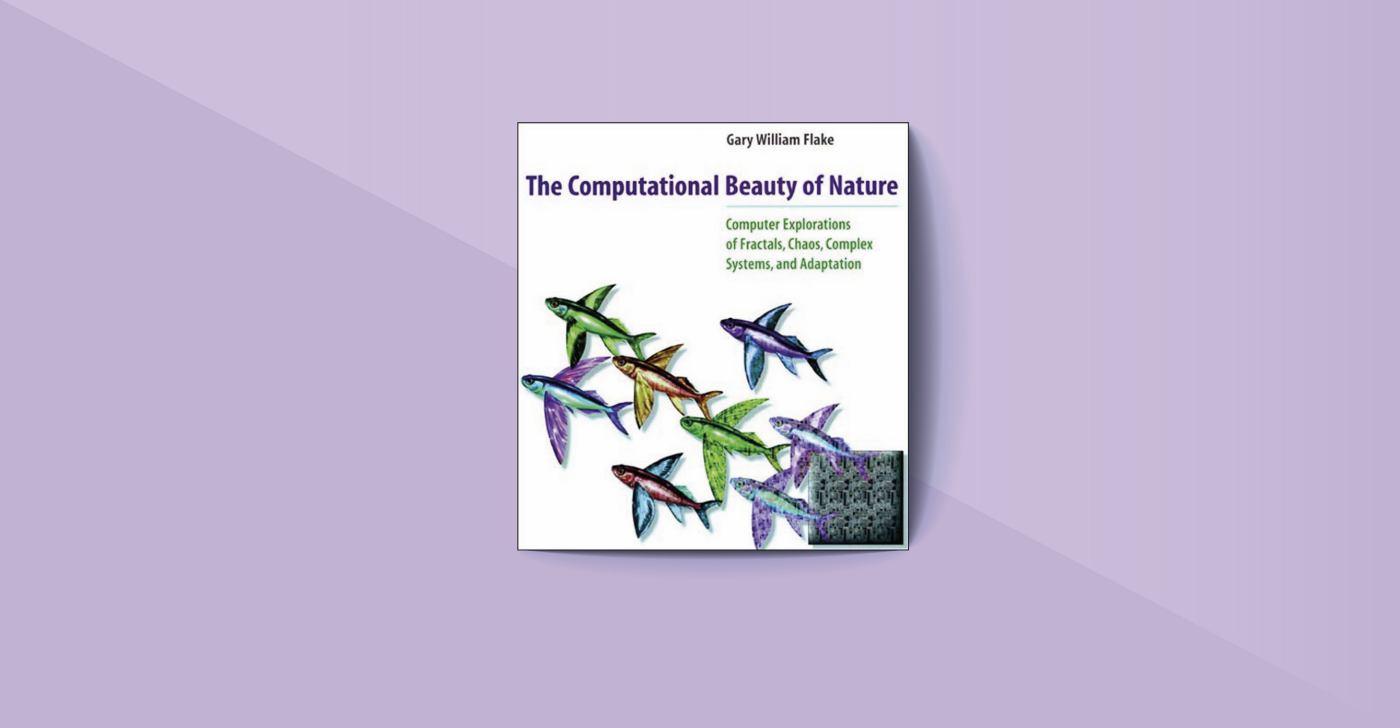 Gary William Flake
The Computational Beauty of Nature
Computer Explorations
of Fractals, Chaos, Complex
Systems, and Adaptation